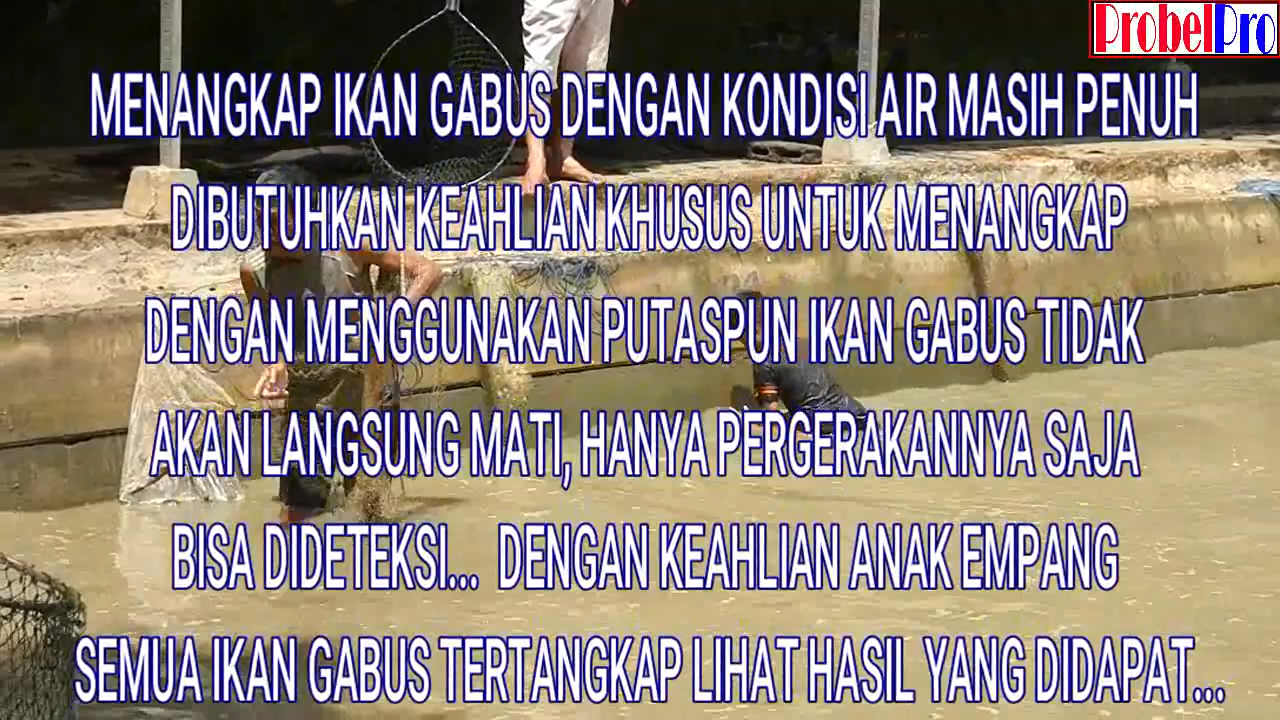 ProbelPro
MENANGKAP IKAN GABUS DENGAN KONDISI AIR MASIH PENUH
DIBUTUHKAN KEAHLIAN KHUSUS UNTUK MENANGKAP
DENGAN MENGGUNAKAN PUTASPUN IKAN GABUS TIDAK
AKAN LANGSUNG MATI, HANYA PERGERAKANNYA SAJA
BISA DIDETEKSI... DENGAN KEAHLIAN ANAK EMPANG
SEMUA IKAN GABUS TERTANGKAP LIHAT HASIL YANG DIDAPAT...